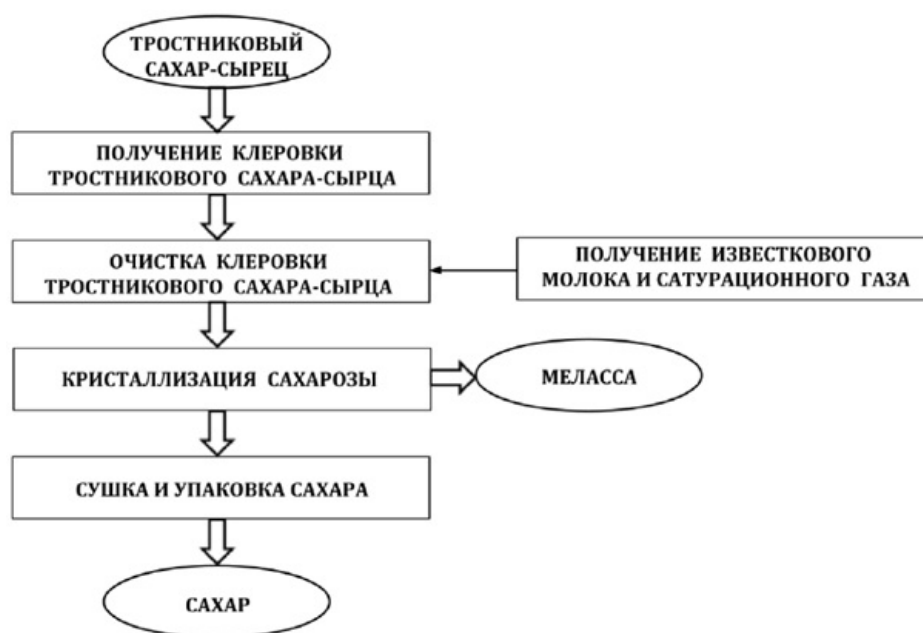 ТРОСТНИКОВЫЙ
САХАР-СЫРЕЦ
ПОЛУЧЕНИЕ КЛЕРОВКИ
ТРОСТНИКОВОГО САХАРА-СЫРЦА
ОЧИСТКА КЛЕРОВКИ
ТРОСТНИКОВОГО САХАРА-СЫРЦА
ПОЛУЧЕНИЕ ИЗВЕСТКОВОГО
МОЛОКА И САТУРАЦИОННОГО ГАЗА
КРИСТАЛЛИЗАЦИЯ САХАРОЗЫ
МЕЛАССА
СУШКА И УПАКОВКА САХАРА
САХАР